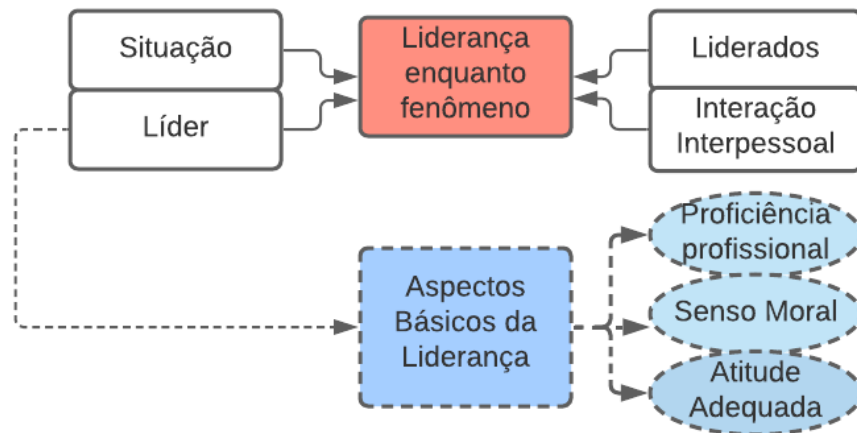 Situação
Líder
Liderança
enquanto
fenômeno
Liderados
Interação
Interpessoal
Aspectos
Básicos da
Liderança
Proficiência
profissional
Senso Moral
Atitude
Adequada